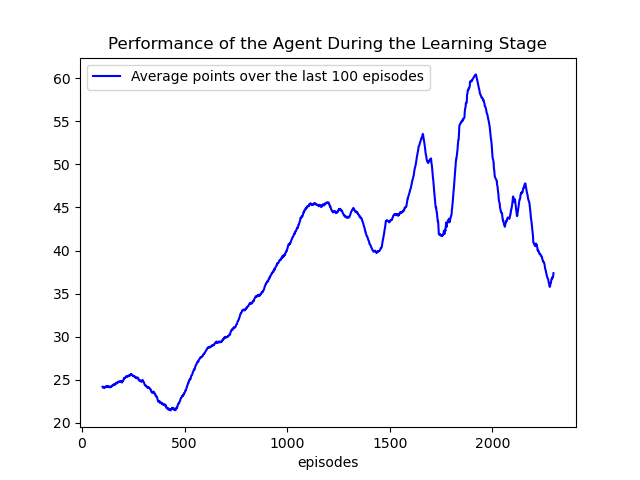 Performance of the Agent During the Learning Stage
Average points over the last 100 episodes
60
55
50
45
40
35
30
25
20
0 500 1000 1500 2000
episodes